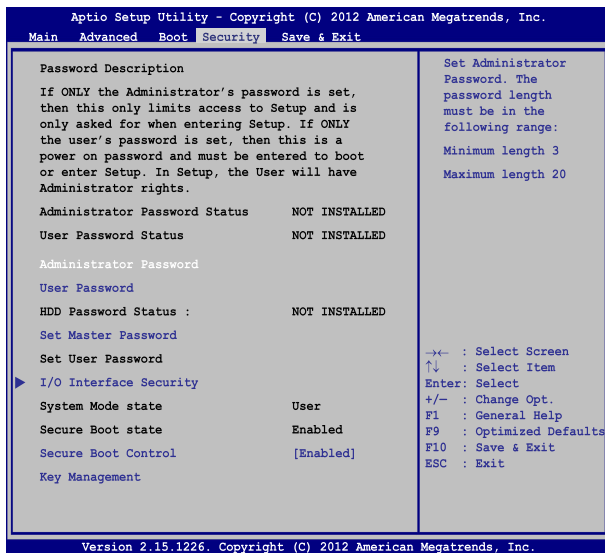 Aptio Setup Utility - Copyright (C) 2012 American Megatrends, Inc.
Main Advanced Boot Security Save & Exit
Password Description
If ONLY the Administrator's password is set,
then this only limits access to Setup and is
only asked for when entering Setup. If ONLY
the user's password is set, then this is a
power on password and must be entered to boot
or enter Setup. In Setup, the User will have
Administrator rights.
Administrator Password Status NOT INSTALLED
User Password Status NOT INSTALLED
Administrator Password
User Password
HDD Password Status : NOT INSTALLED
Set Master Password
Set User Password
I/O Interface Security
System Mode state User
Secure Boot state Enabled
Secure Boot Control [Enabled]
Key Management
Set Administrator
Password. The
password length
must be in the
following range:
Minimum length 3
Maximum length 20
→← : Select Screen
↑↓ : Select Item
Enter: Select
+/— : Change Opt.
F1 : General Help
F9 : Optimized Defaults
F10 : Save & Exit
ESC : Exit
Version 2.15.1226. Copyright (C) 2012 American Megatrends, Inc.